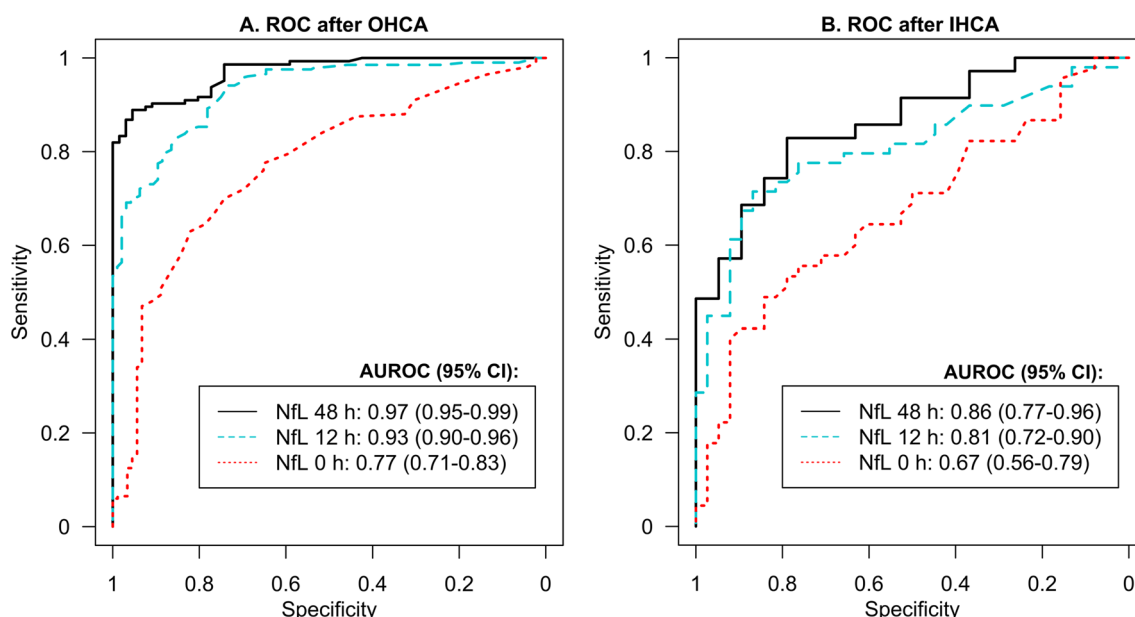 A. ROC after OHCA
1
0.8
0.6
0.4
0.2
0
Sensitivity
AUROC (95% CI):
NfL 48 h: 0.97 (0.95-0.99)
NfL 12 h: 0.93 (0.90-0.96)
NfL 0 h: 0.77 (0.71-0.83)
1 0.8 0.6 0.4 0.2 0
Specificity
B. ROC after IHCA
1
0.8
0.6
0.4
0.2
0
Sensitivity
AUROC (95% CI):
NfL 48 h: 0.86 (0.77-0.96)
NfL 12 h: 0.81 (0.72-0.90)
NfL 0 h: 0.67 (0.56-0.79)
1 0.8 0.6 0.4 0.2 0
Specificity